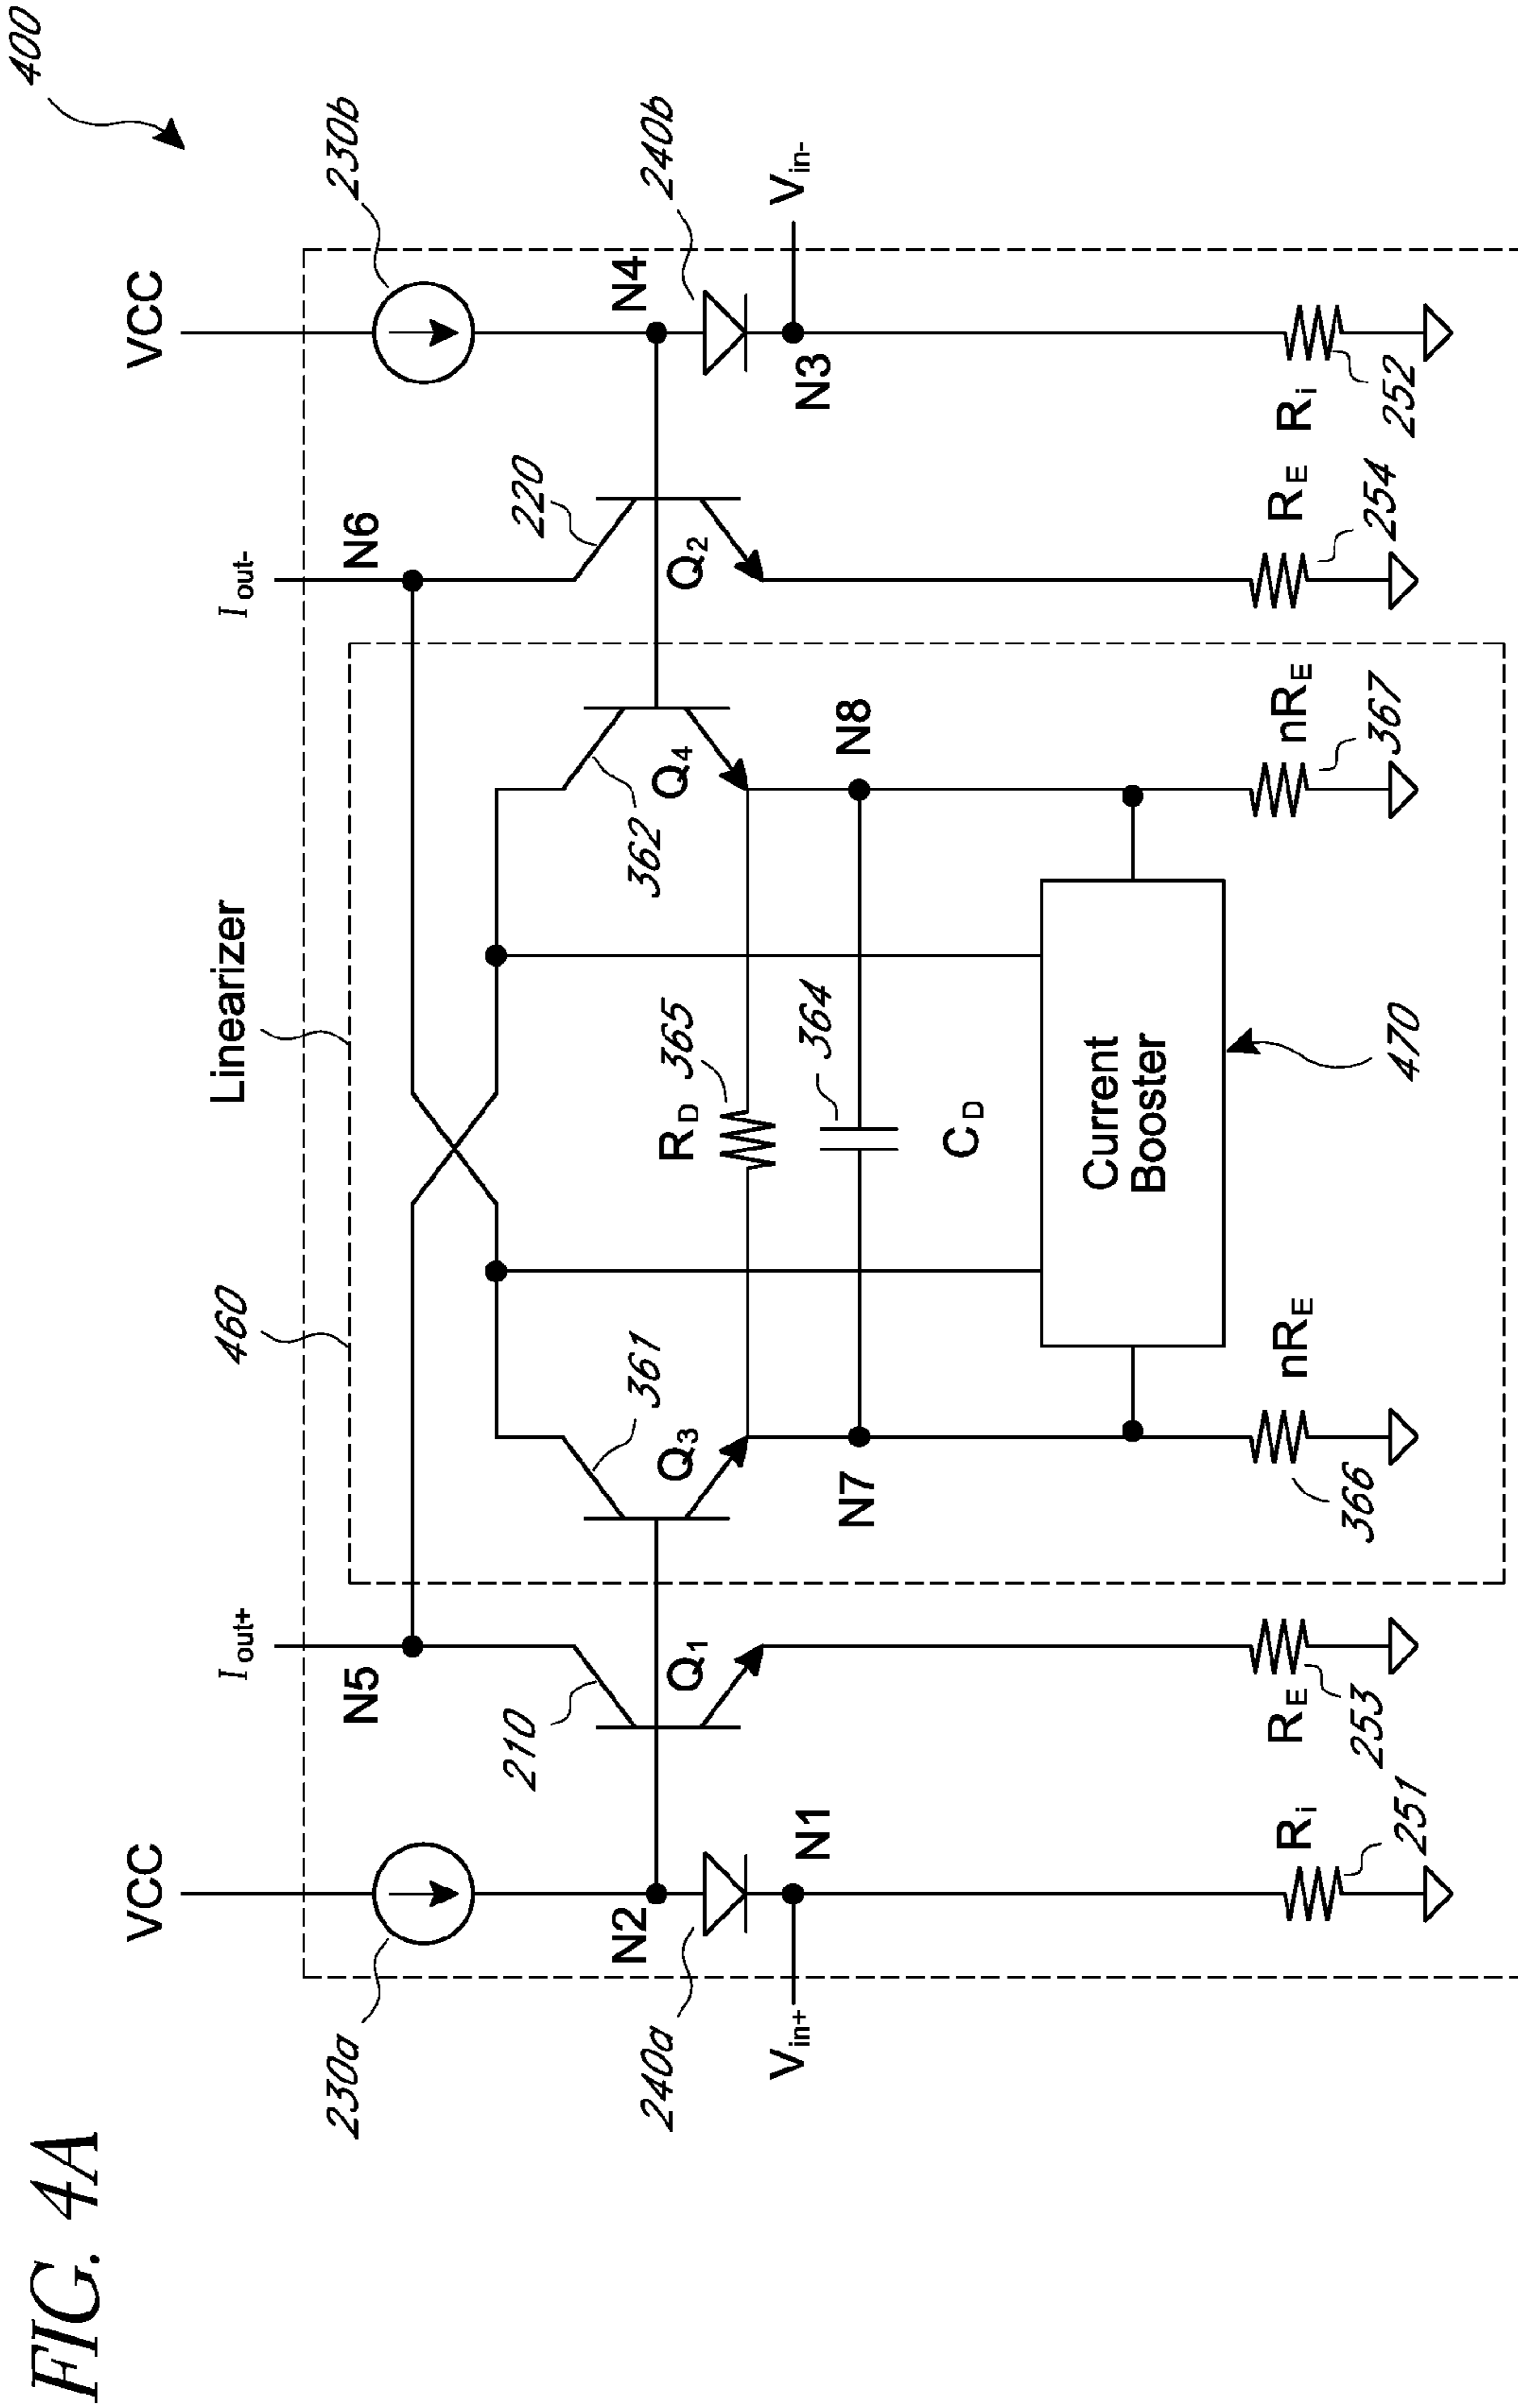 FIG. 4A
400
VCC
VCC
230a
230b
Linearizer
460
I out+
I out-
N5
N6
210
220
N2
N4
240a
240b
Q1
Q2
361
362
Q3
Q4
N1
N3
Vin+
Vin-
RD
365
364
CD
N7
N8
Current
Booster
470
Ri
251
RE
253
nRE
366
nRE
367
RE
254
Ri
252